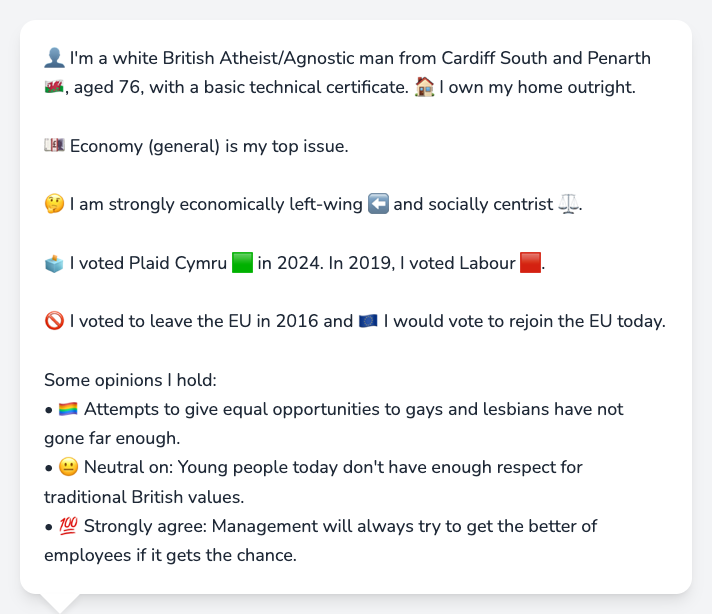 👤 I'm a white British Atheist/Agnostic man from Cardiff South and Penarth
🏴󠁧󠁢󠁷󠁬󠁳󠁿, aged 76, with a basic technical certificate. 🏠 I own my home outright.
💷 Economy (general) is my top issue.
🤔 I am strongly economically left-wing ⬅️ and socially centrist ⚖️.
🗳️ I voted Plaid Cymru 🟩 in 2024. In 2019, I voted Labour 🟥.
🚫 I voted to leave the EU in 2016 and 🇪🇺 I would vote to rejoin the EU today.
Some opinions I hold:
• 🏳️‍🌈 Attempts to give equal opportunities to gays and lesbians have not
gone far enough.
• 😐 Neutral on: Young people today don't have enough respect for
traditional British values.
• 💯 Strongly agree: Management will always try to get the better of
employees if it gets the chance.